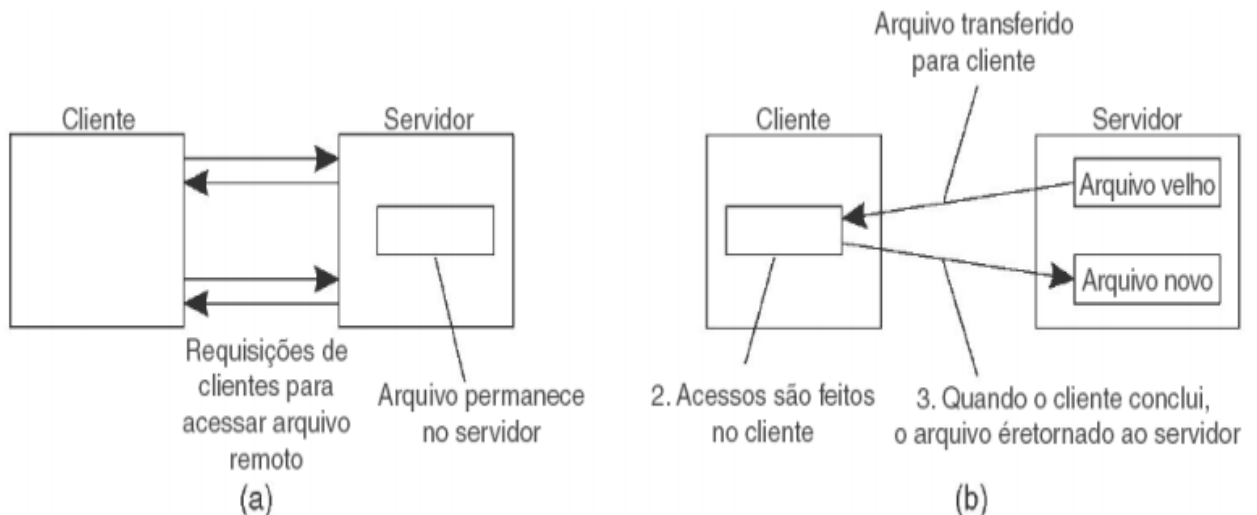 Cliente
Servidor
Requisições de
clientes para
acessar arquivo
remoto
Arquivo permanece
no servidor
(a)
Arquivo transferido
para cliente
Cliente
Servidor
Arquivo velho
Arquivo novo
2. Acessos são feitos
no cliente
3. Quando o cliente conclui,
o arquivo éretornado ao servidor
(b)